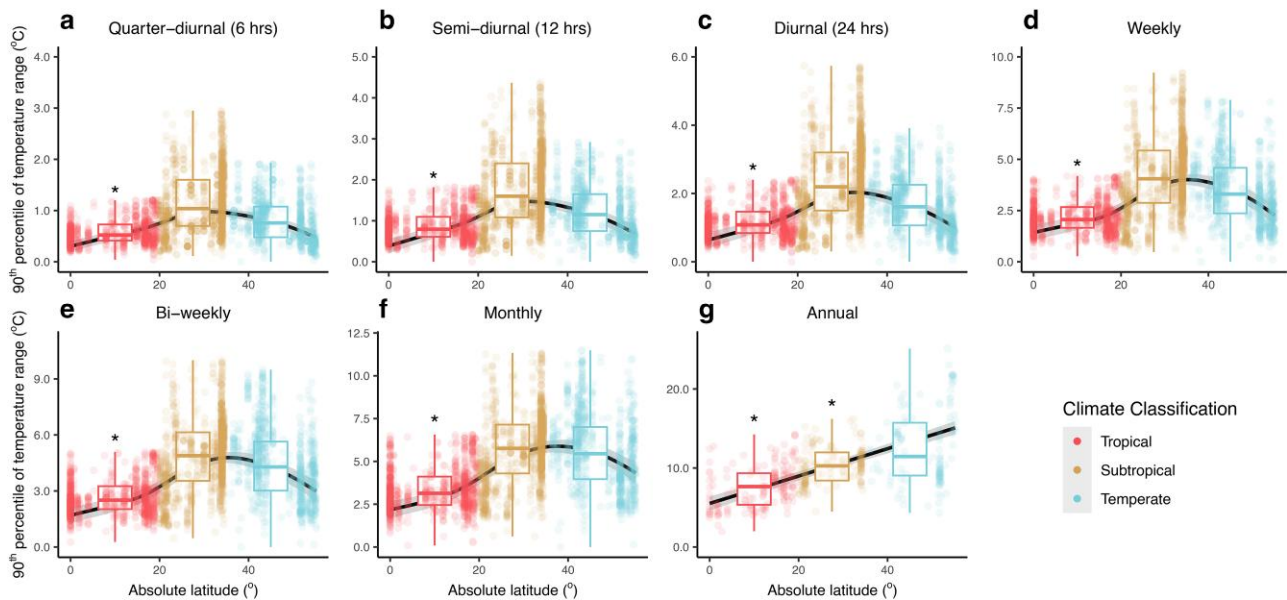 a
Quarter−diurnal (6 hrs)
b
Semi−diurnal (12 hrs)
c
Diurnal (24 hrs)
d
Weekly
90th percentile of temperature range (°C)
4.0
3.0
2.0
1.0
0.0
0
20
40
5.0
4.0
3.0
2.0
1.0
0.0
0
20
40
6.0
4.0
2.0
0.0
0
20
40
10.0
7.5
5.0
2.5
0.0
0
20
40
*
*
*
*
e
Bi−weekly
f
Monthly
g
Annual
90th percentile of temperature range (°C)
9.0
6.0
3.0
0.0
0
20
40
12.5
10.0
7.5
5.0
2.5
0.0
0
20
40
20.0
10.0
0.0
0
20
40
*
*
*
*
Absolute latitude (°)
Absolute latitude (°)
Absolute latitude (°)
Climate Classification
Tropical
Subtropical
Temperate